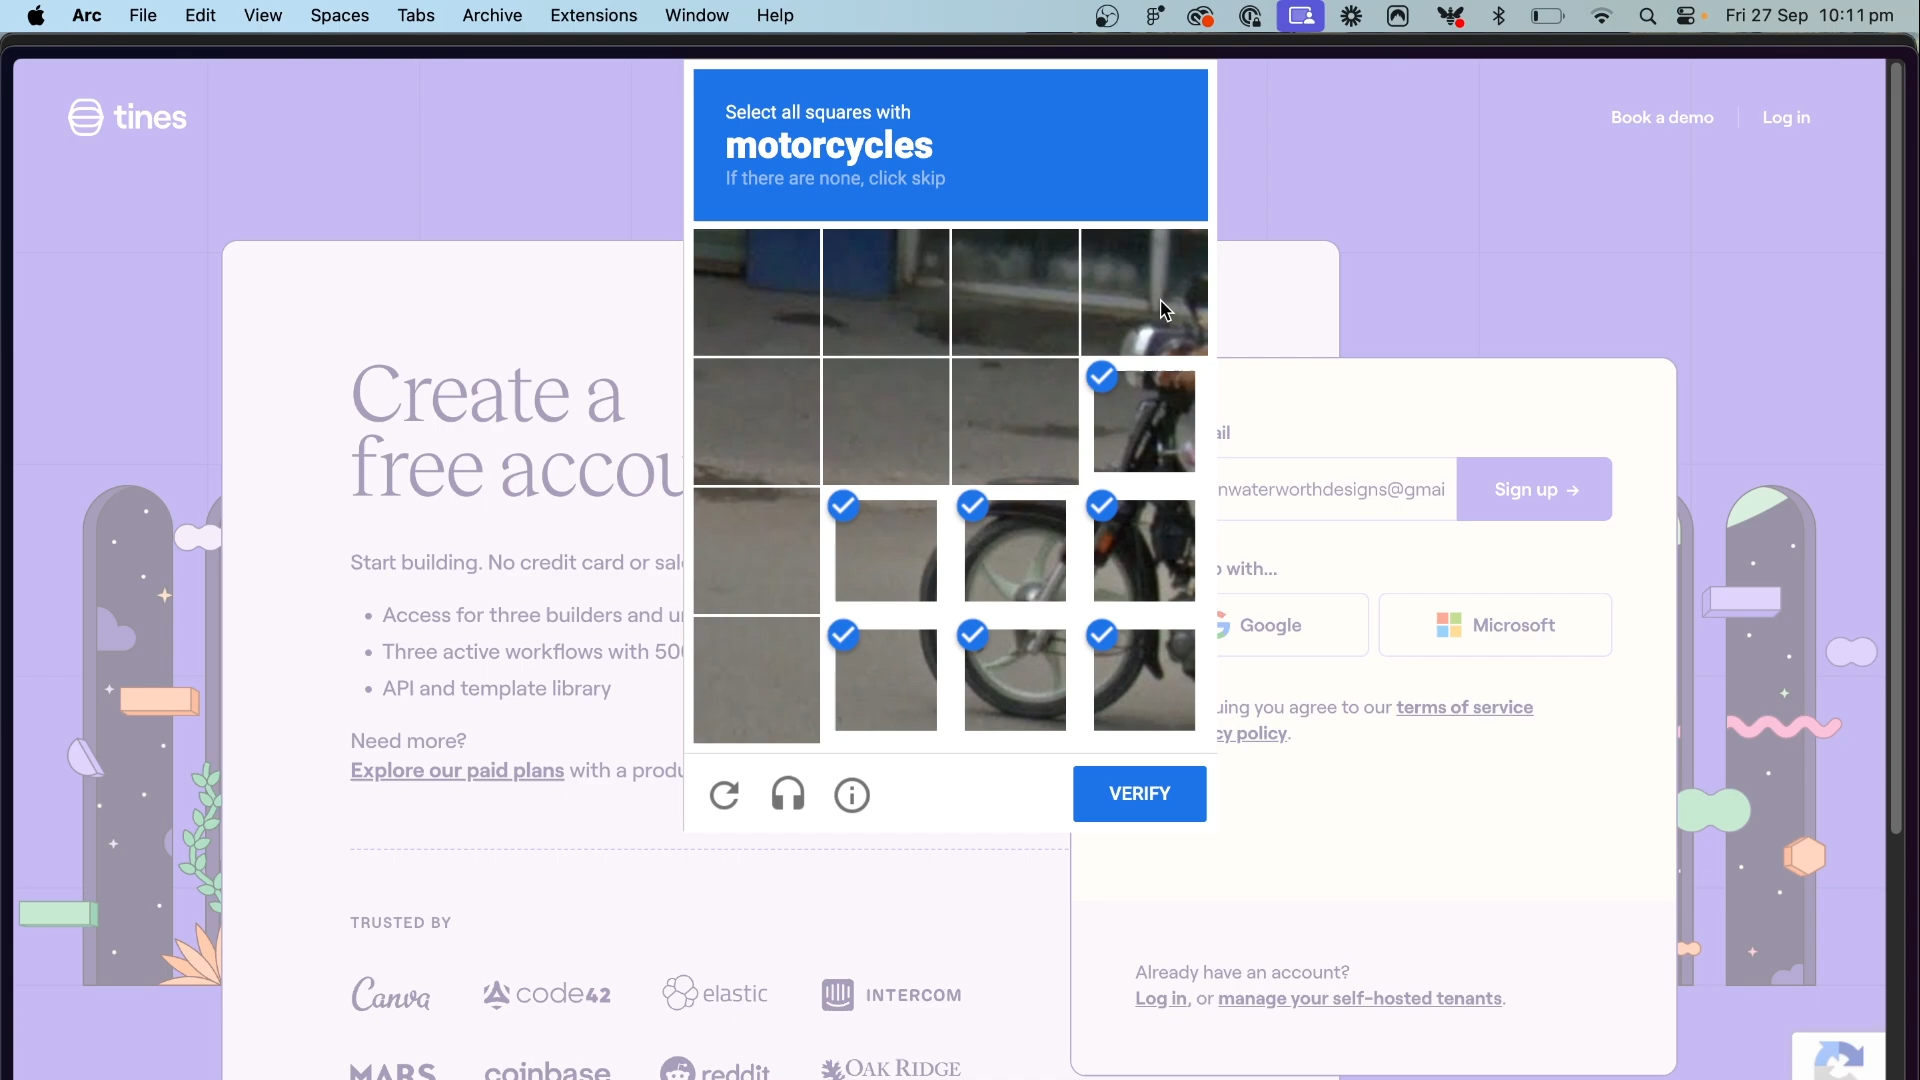 Arc File Edit View Spaces Tabs Archive Extensions Window Help Fri 27 Sep 10:11 pm
tines
Book a demo
Log in
Select all squares with
motorcycles
If there are none, click skip
VERIFY
Create a
free accou
Start building. No credit card or sal
Access for three builders and u
Three active workflows with 50
API and template library
Need more?
Explore our paid plans with a produ
TRUSTED BY
Canva
code42
elastic
INTERCOM
MARS
coinbase
reddit
OAK RIDGE
ail
nwaterworthdesigns@gmai
Sign up →
with...
Google
Microsoft
uing you agree to our terms of service
cy policy.
Already have an account?
Log in, or manage your self-hosted tenants.